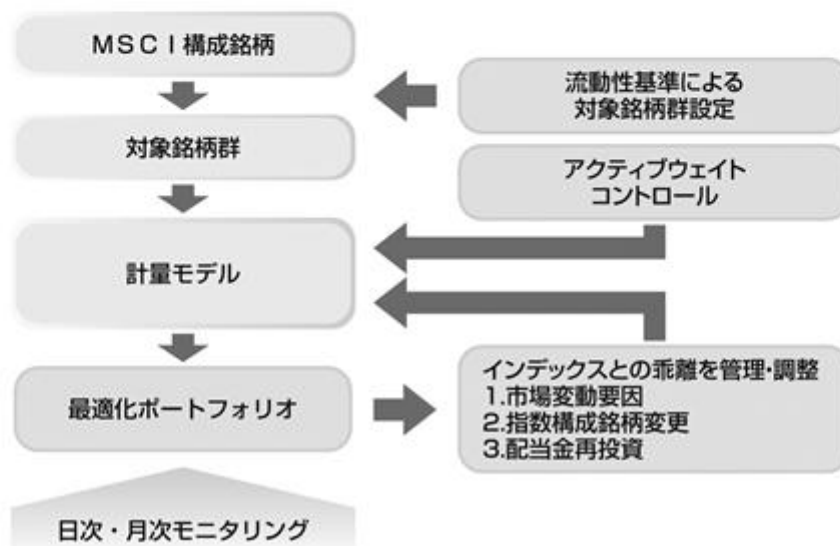 MSCI構成銘柄
流動性基準による
対象銘柄群設定
対象銘柄群
アクティブウェイト
コントロール
計量モデル
最適化ポートフォリオ
インデックスとの乖離を管理・調整
1.市場変動要因
2.指数構成銘柄変更
3.配当金再投資
日次・月次モニタリング